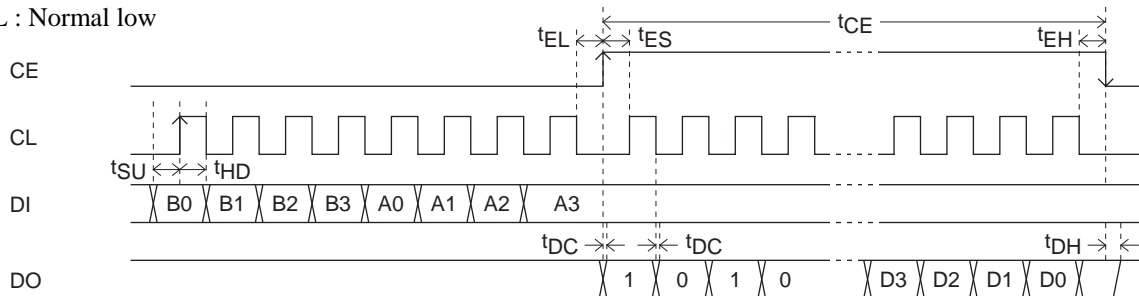 L : Normal low
tCE
tEL tES tEH
CE
CL
tSU tHD
DI B0 B1 B2 B3 A0 A1 A2 A3
tDC tDC tDH
DO 1 0 1 0 D3 D2 D1 D0